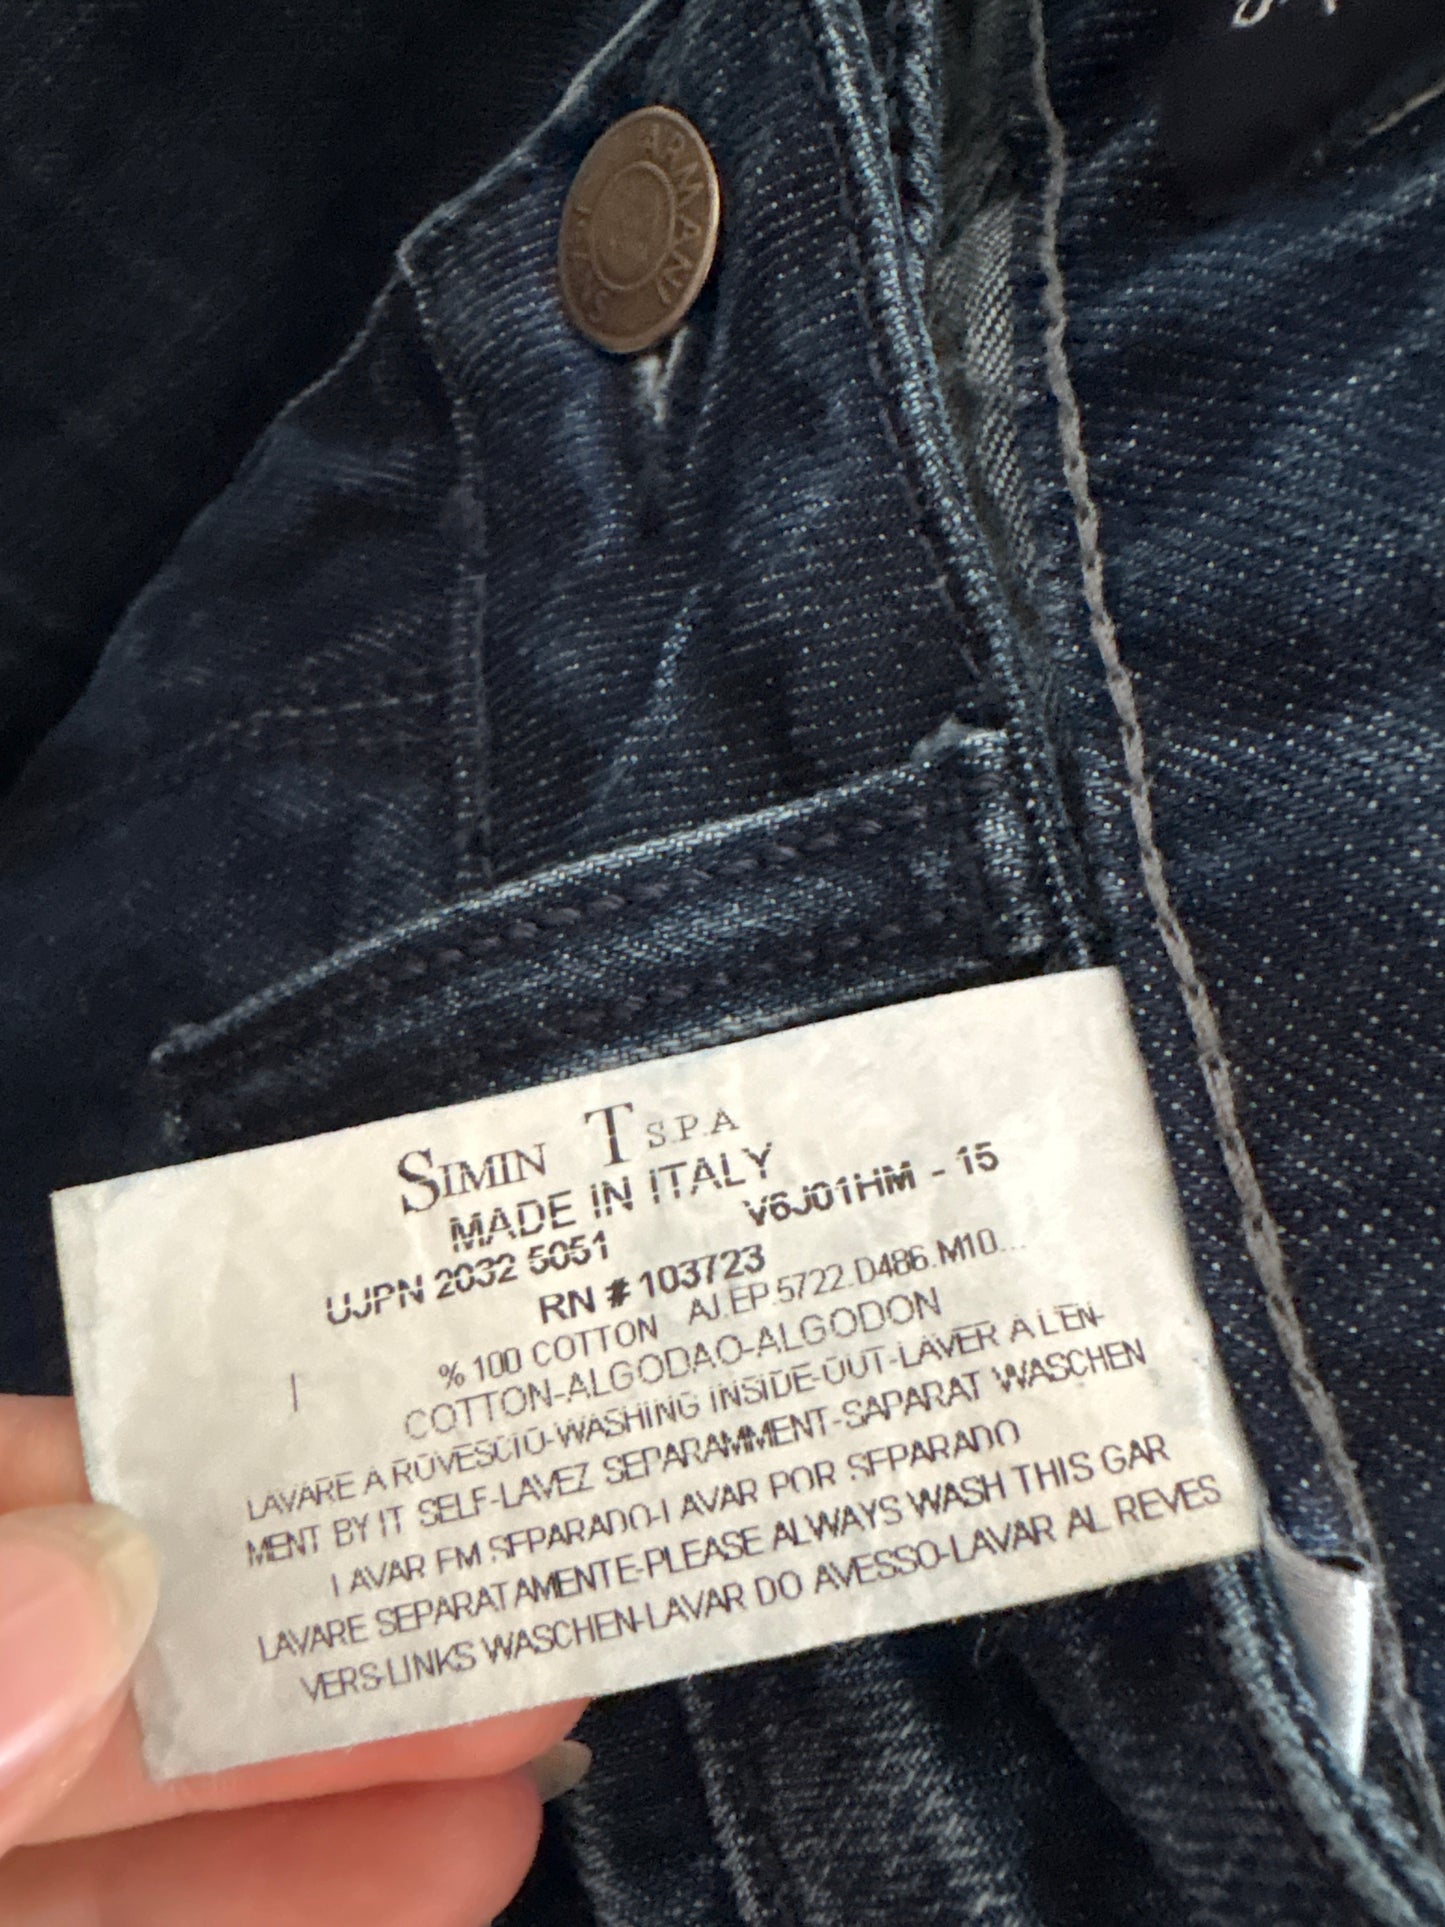 ARMANI JEANS
SIMIN T S.P.A
MADE IN ITALY
UJPN 2032 5051 V6J01HM - 15
RN # 103723
% 100 COTTON AJ.EP.5722.D486.M10...
COTTON-ALGODAO-ALGODON
LAVARE A ROVESCIO-WASHING INSIDE-OUT-LAVER A L'EN-
MENT BY IT SELF-LAVEZ SEPARAMMENT-SAPARAT WASCHEN
LAVAR EM SEPARADO-LAVAR POR SEPARADO
LAVARE SEPARATAMENTE-PLEASE ALWAYS WASH THIS GAR
VERS-LINKS WASCHEN-LAVAR DO AVESSO-LAVAR AL REVES